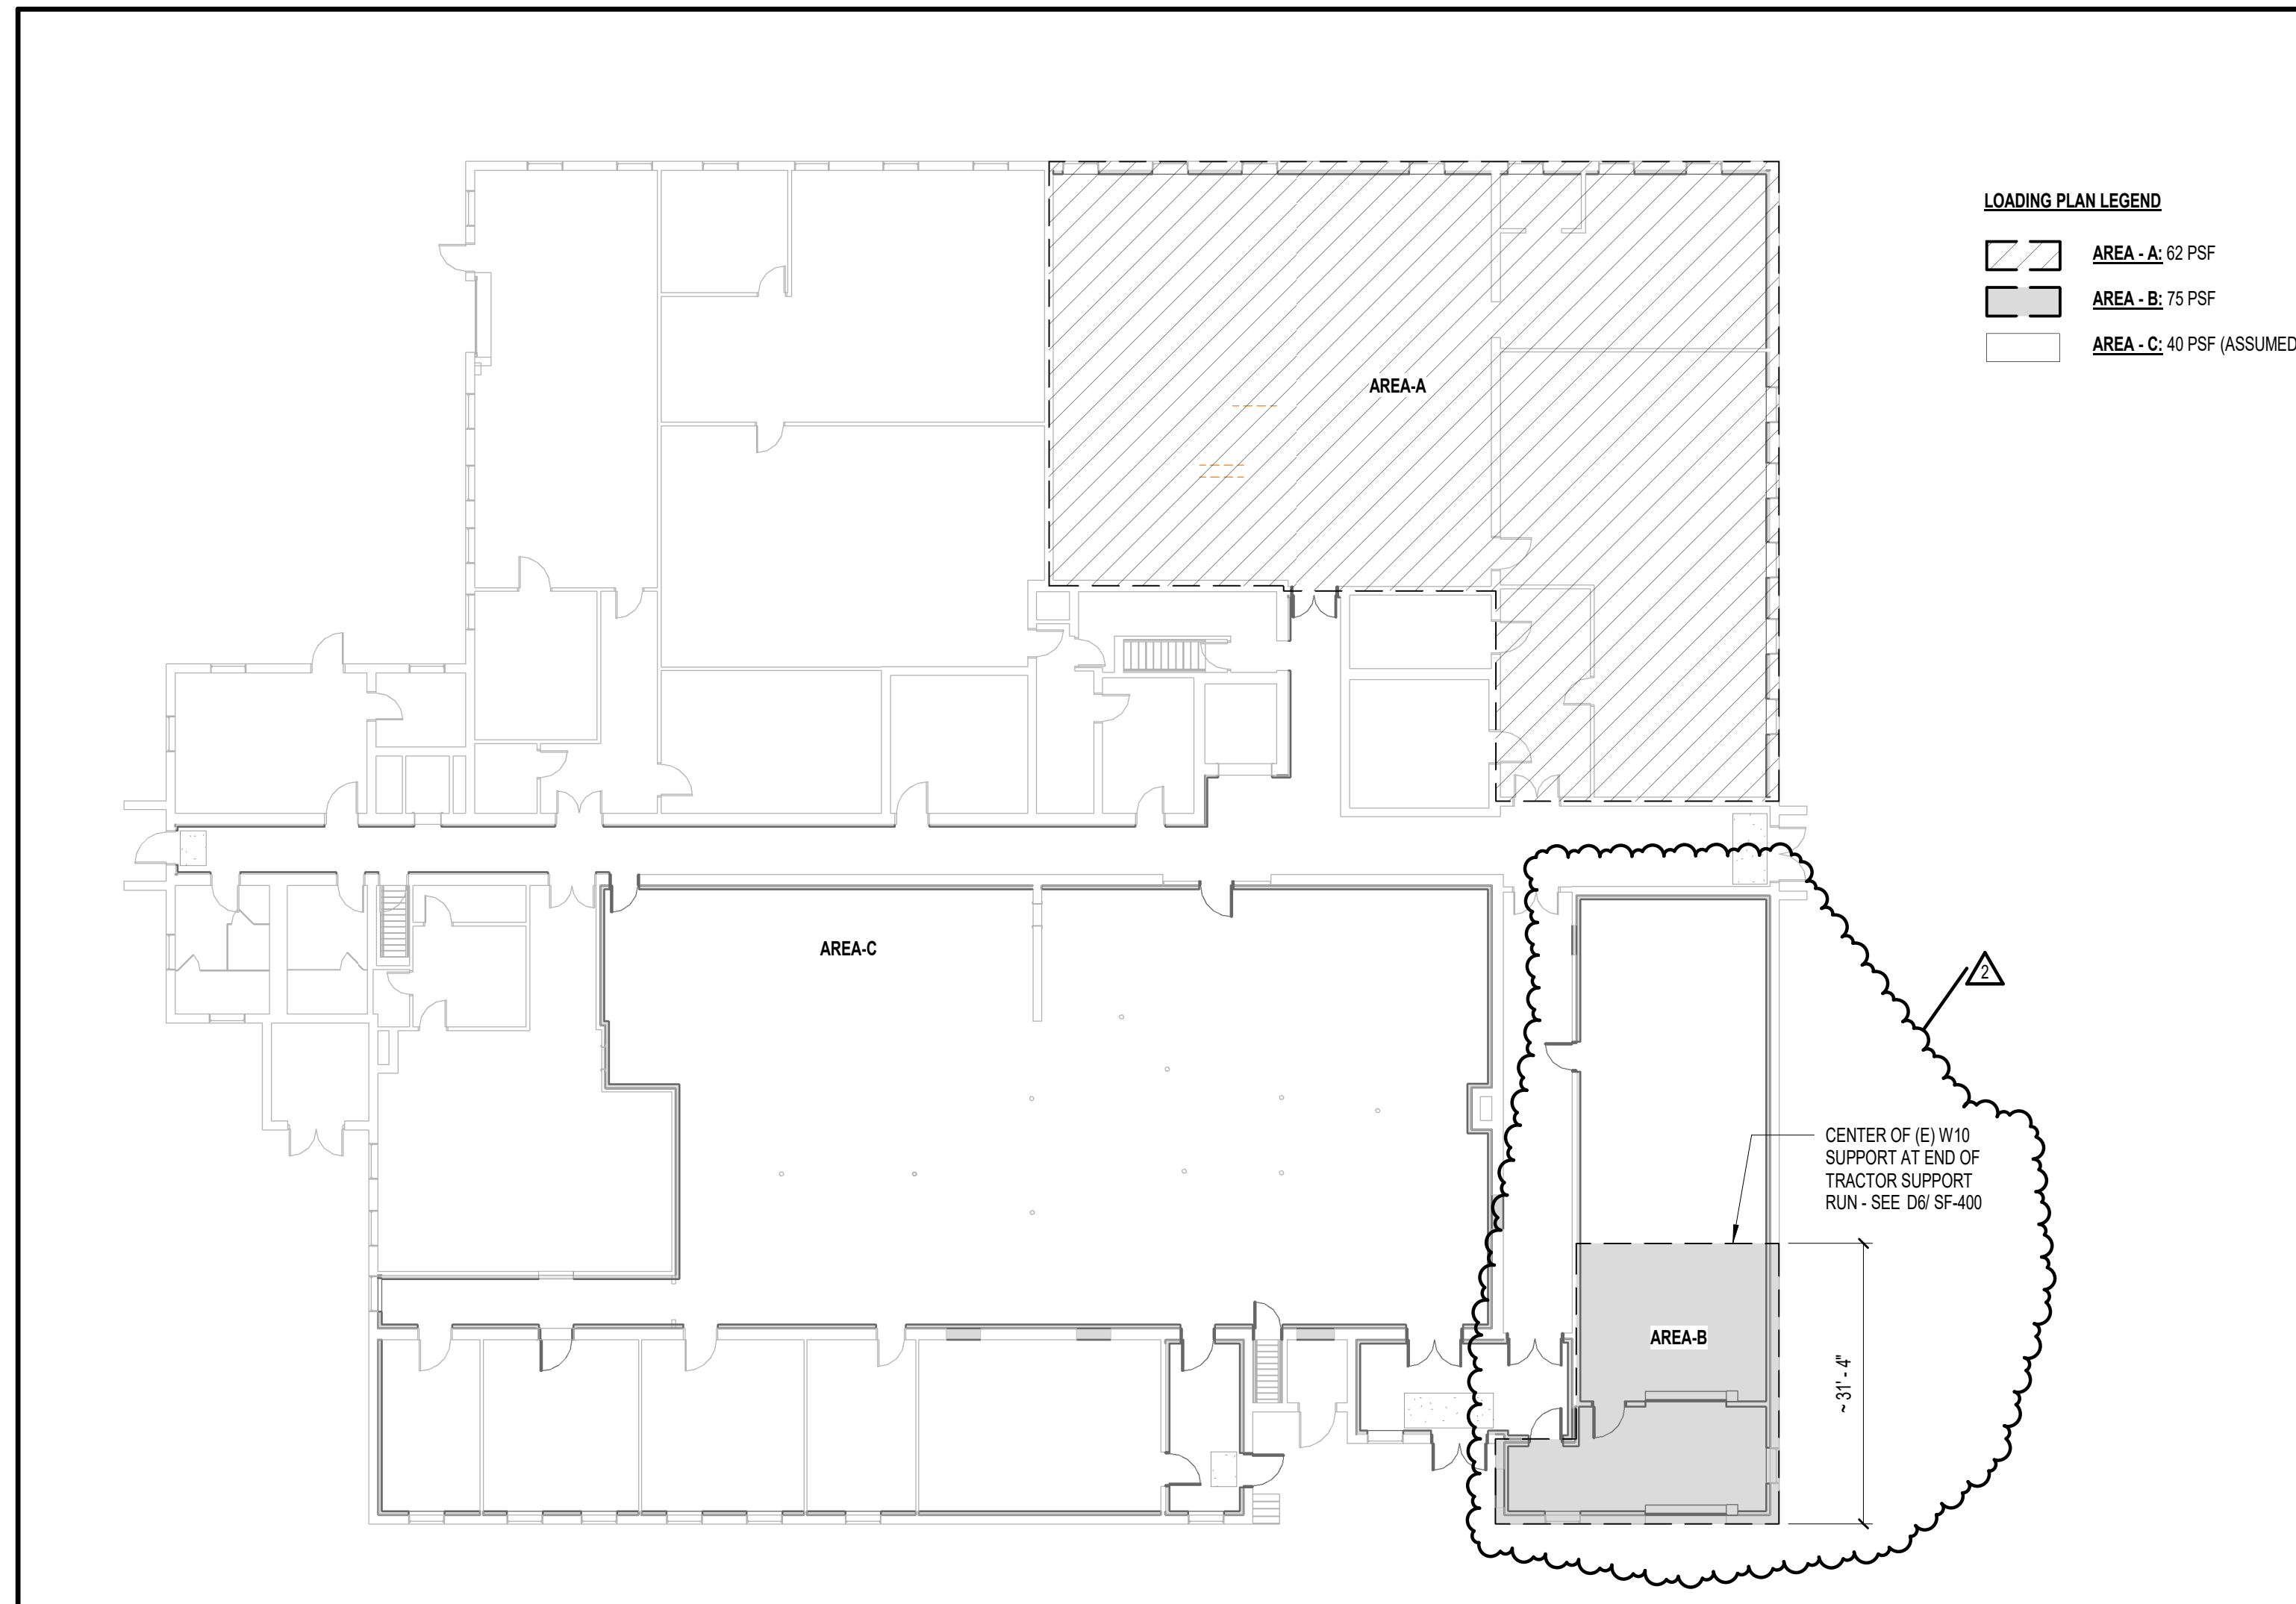 LOADING PLAN LEGEND
AREA - A: 62 PSF
AREA - B: 75 PSF
AREA - C: 40 PSF (ASSUMED
AREA-A
AREA-C
2
CENTER OF (E) W10
SUPPORT AT END OF
TRACTOR SUPPORT
RUN - SEE D6/ SF-400
AREA-B
~ 31' - 4"